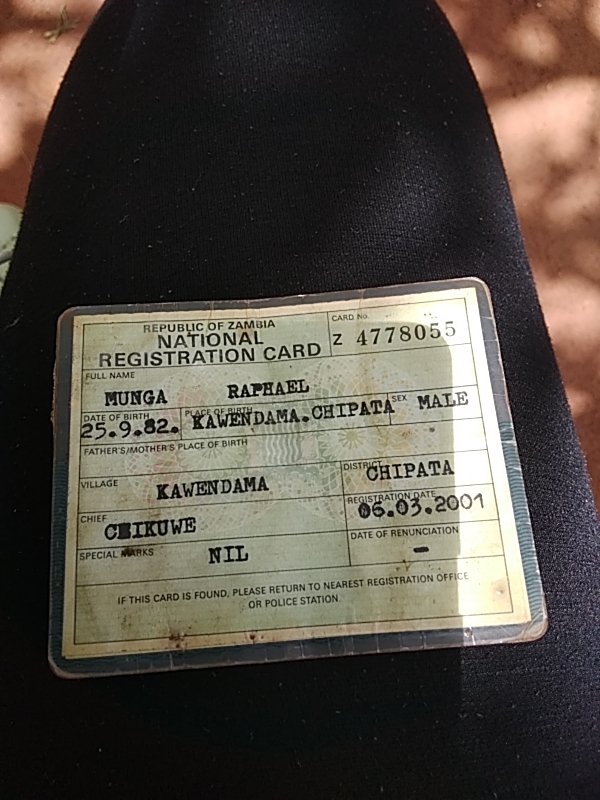 REPUBLIC OF ZAMBIA
NATIONAL
REGISTRATION CARD
CARD No.
Z 4778055
FULL NAME
MUNGA RAPHAEL
DATE OF BIRTH PLACE OF BIRTH SEX
25.9.82. KAWENDAMA.CHIPATA MALE
FATHER'S/MOTHER'S PLACE OF BIRTH
VILLAGE KAWENDAMA
DISTRICT CHIPATA
CHIEF CHIKUWE
REGISTRATION DATE
06.03.2001
SPECIAL MARKS NIL
DATE OF RENUNCIATION
-
IF THIS CARD IS FOUND, PLEASE RETURN TO NEAREST REGISTRATION OFFICE
OR POLICE STATION.